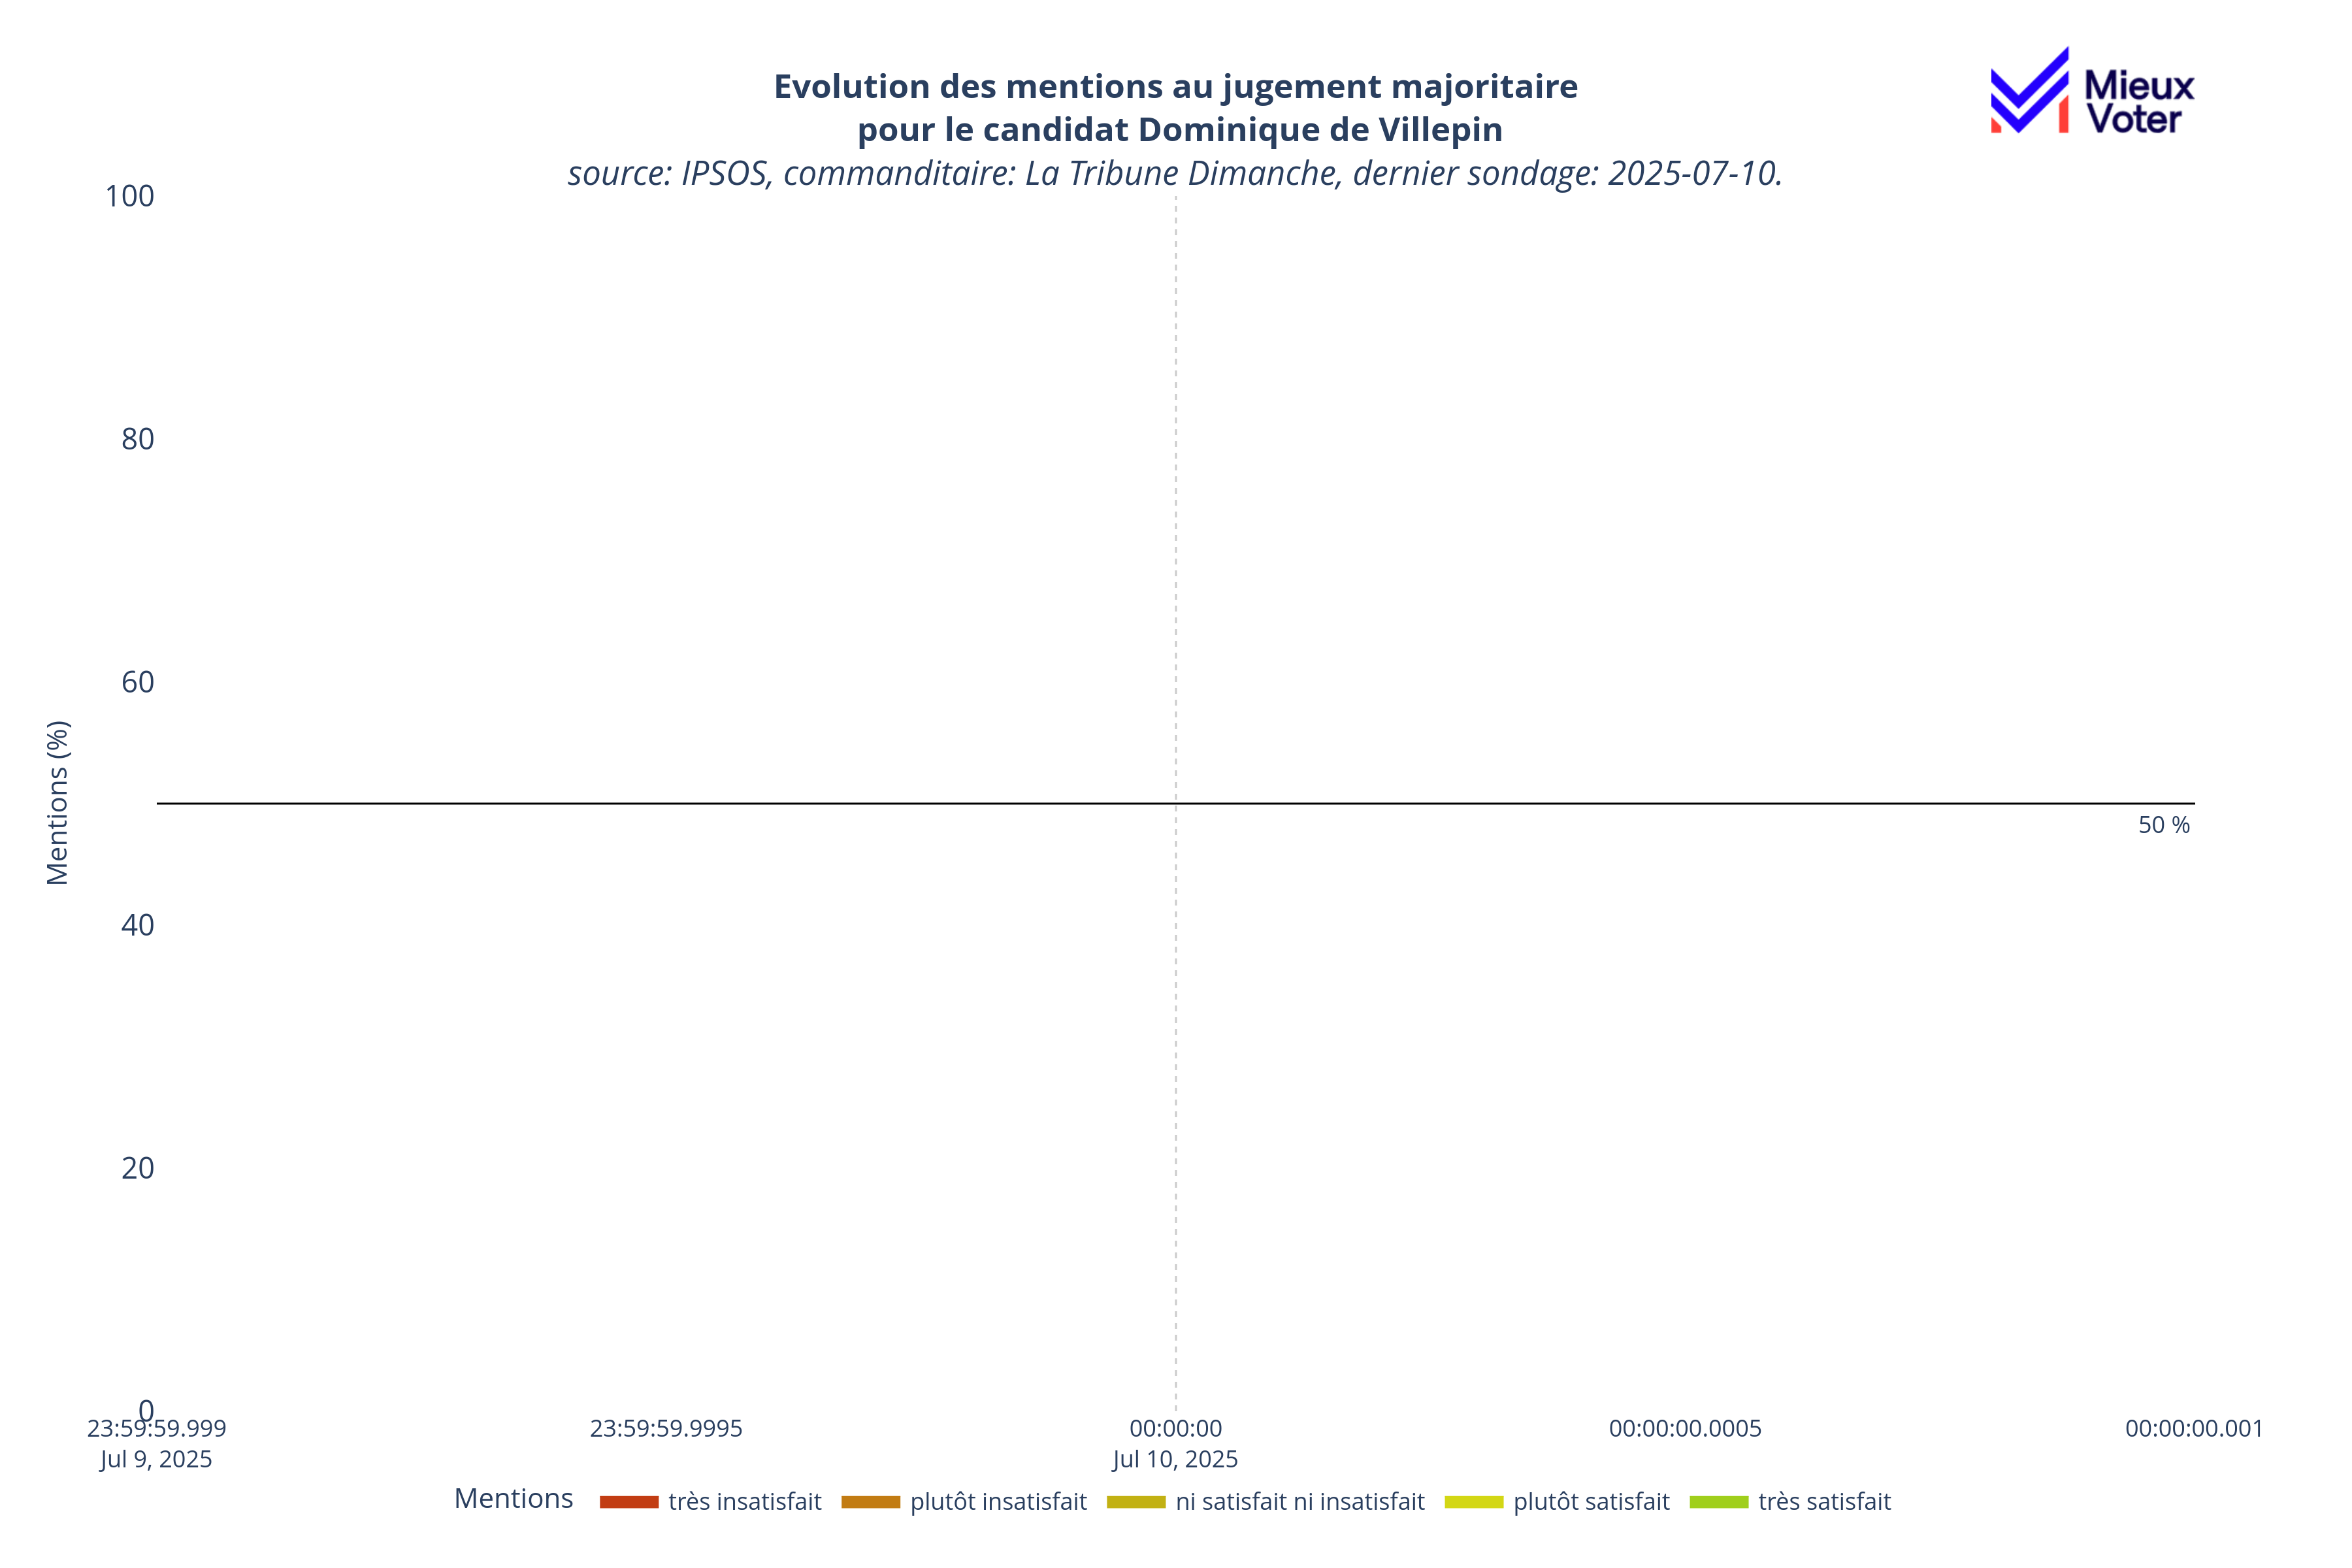 Evolution des mentions au jugement majoritaire
pour le candidat Dominique de Villepin
source: IPSOS, commanditaire: La Tribune Dimanche, dernier sondage: 2025-07-10.
Mieux
Voter
100
80
60
40
20
0
Mentions (%)
50 %
23:59:59.999
Jul 9, 2025
23:59:59.9995
00:00:00
Jul 10, 2025
00:00:00.0005
00:00:00.001
Mentions
très insatisfait
plutôt insatisfait
ni satisfait ni insatisfait
plutôt satisfait
très satisfait